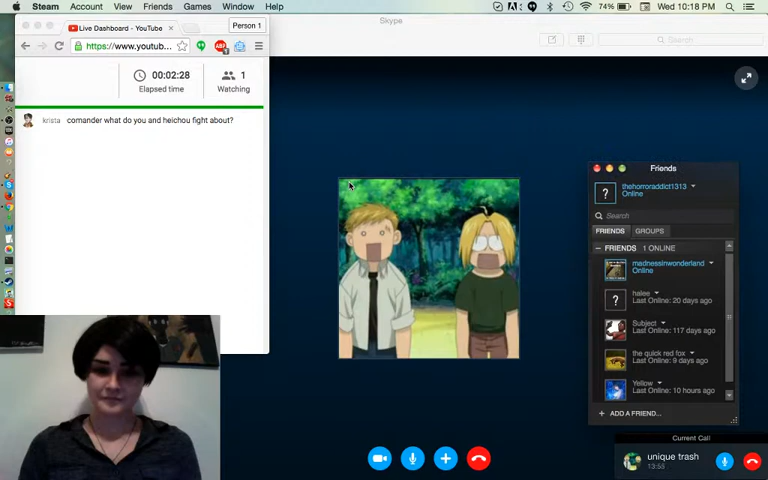 Steam Account View Friends Games Window Help
74% Wed 10:18 PM
Live Dashboard - YouTube
Person 1
https://www.youtub...
Skype
Search
00:02:28
Elapsed time
1
Watching
krista comander what do you and heichou fight about?
Friends
thehorroraddict1313
Online
Search
FRIENDS GROUPS
FRIENDS 1 ONLINE
madnessinwonderland
Online
halee
Last Online: 20 days ago
Subject
Last Online: 117 days ago
the quick red fox
Last Online: 9 days ago
Yellow
Last Online: 10 hours ago
+ ADD A FRIEND...
Current Call
unique trash
13:55